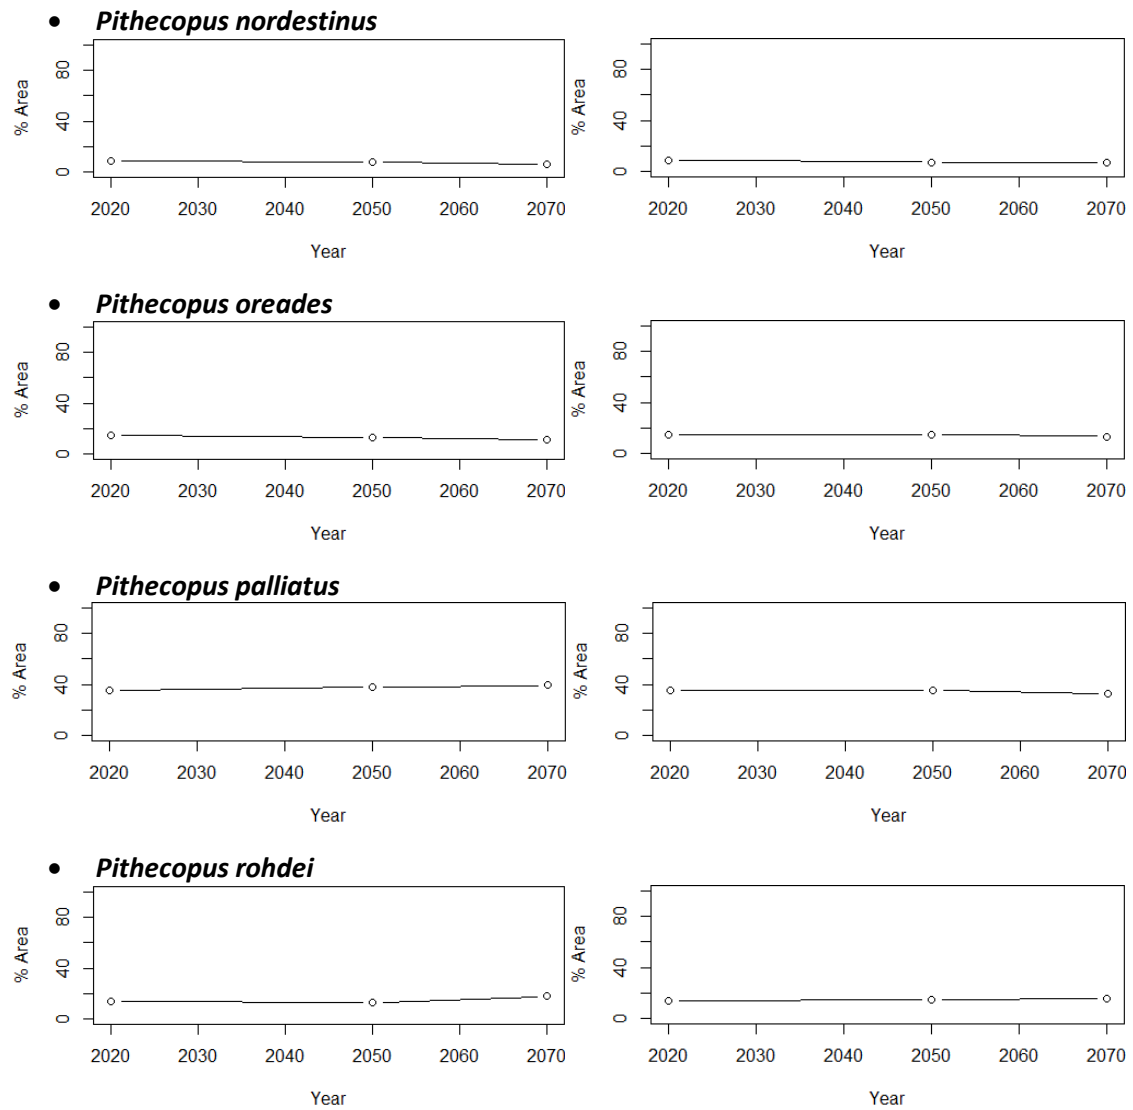 • Pithecopus nordestinus
% Area
0 40 80
2020 2030 2040 2050 2060 2070
Year
% Area
0 40 80
2020 2030 2040 2050 2060 2070
Year
• Pithecopus oreades
% Area
0 40 80
2020 2030 2040 2050 2060 2070
Year
% Area
0 40 80
2020 2030 2040 2050 2060 2070
Year
• Pithecopus palliatus
% Area
0 40 80
2020 2030 2040 2050 2060 2070
Year
% Area
0 40 80
2020 2030 2040 2050 2060 2070
Year
• Pithecopus rohdei
% Area
0 40 80
2020 2030 2040 2050 2060 2070
Year
% Area
0 40 80
2020 2030 2040 2050 2060 2070
Year